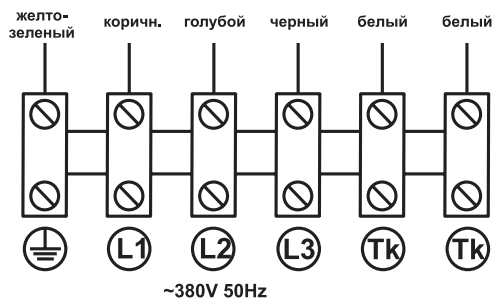 желто-
зеленый
коричн.
голубой
черный
белый
белый
L1
L2
L3
Tk
Tk
~380V 50Hz